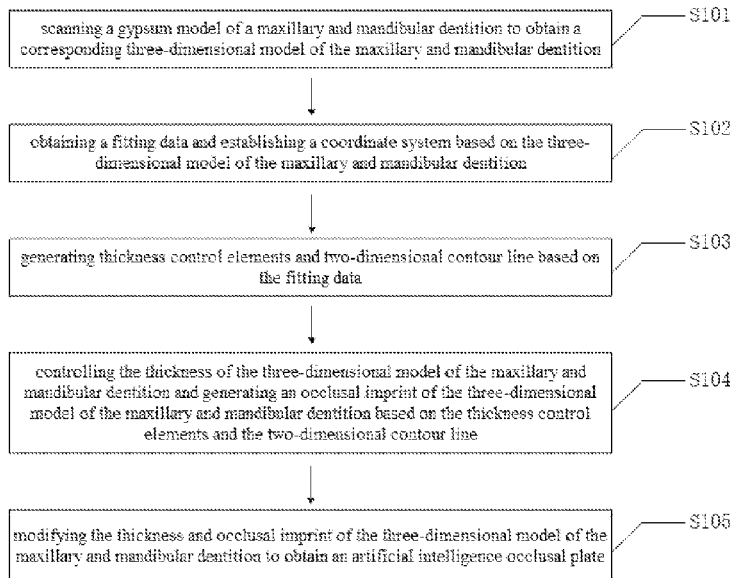 scanning a gypsum model of a maxillary and mandibular dentition to obtain a
corresponding three-dimensional model of the maxillary and mandibular dentition
S101
obtaining a fitting data and establishing a coordinate system based on the three-
dimensional model of the maxillary and mandibular dentition
S102
generating thickness control elements and two-dimensional contour line based on
the fitting data
S103
controlling the thickness of the three-dimensional model of the maxillary and
mandibular dentition and generating an occlusal imprint of the three-dimensional
model of the maxillary and mandibular dentition based on the thickness control
elements and the two-dimensional contour line
S104
modifying the thickness and occlusal imprint of the three-dimensional model of the
maxillary and mandibular dentition to obtain an artificial intelligence occlusal plate
S105